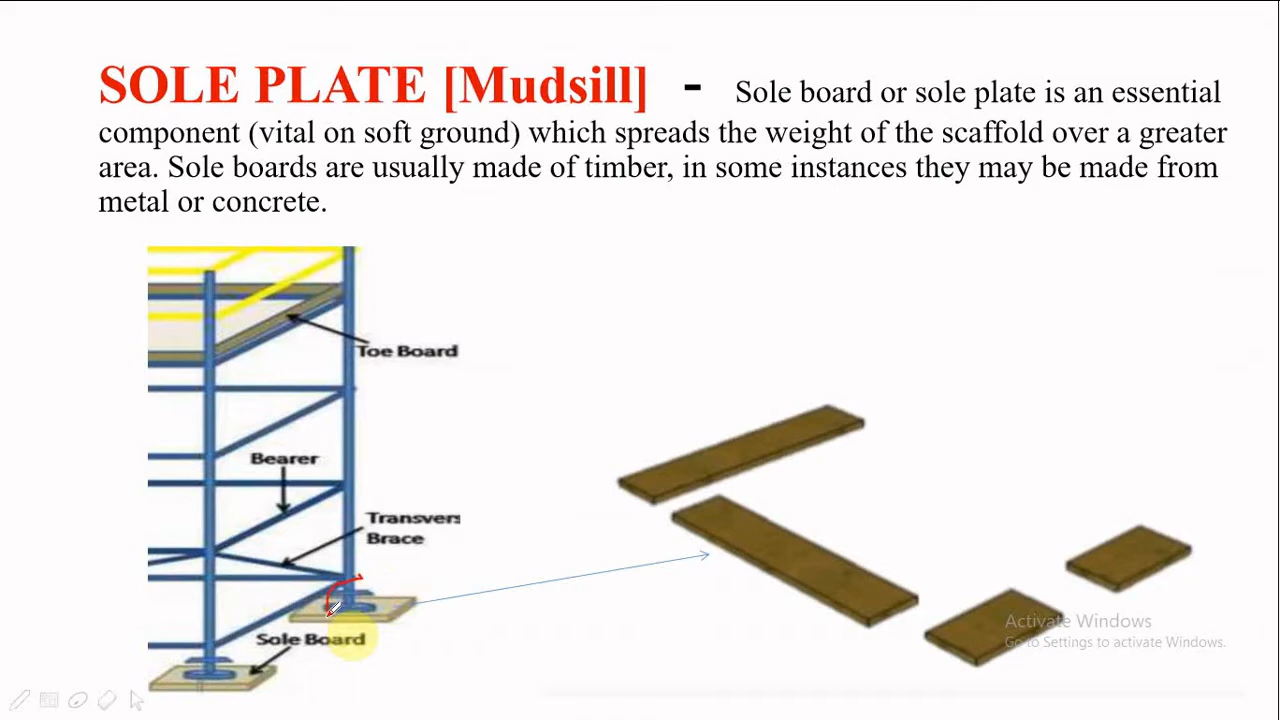 SOLE PLATE [Mudsill] - Sole board or sole plate is an essential
component (vital on soft ground) which spreads the weight of the scaffold over a greater
area. Sole boards are usually made of timber, in some instances they may be made from
metal or concrete.
Toe Board
Bearer
Transvers
Brace
Sole Board
Activate Windows
Go to Settings to activate Windows.